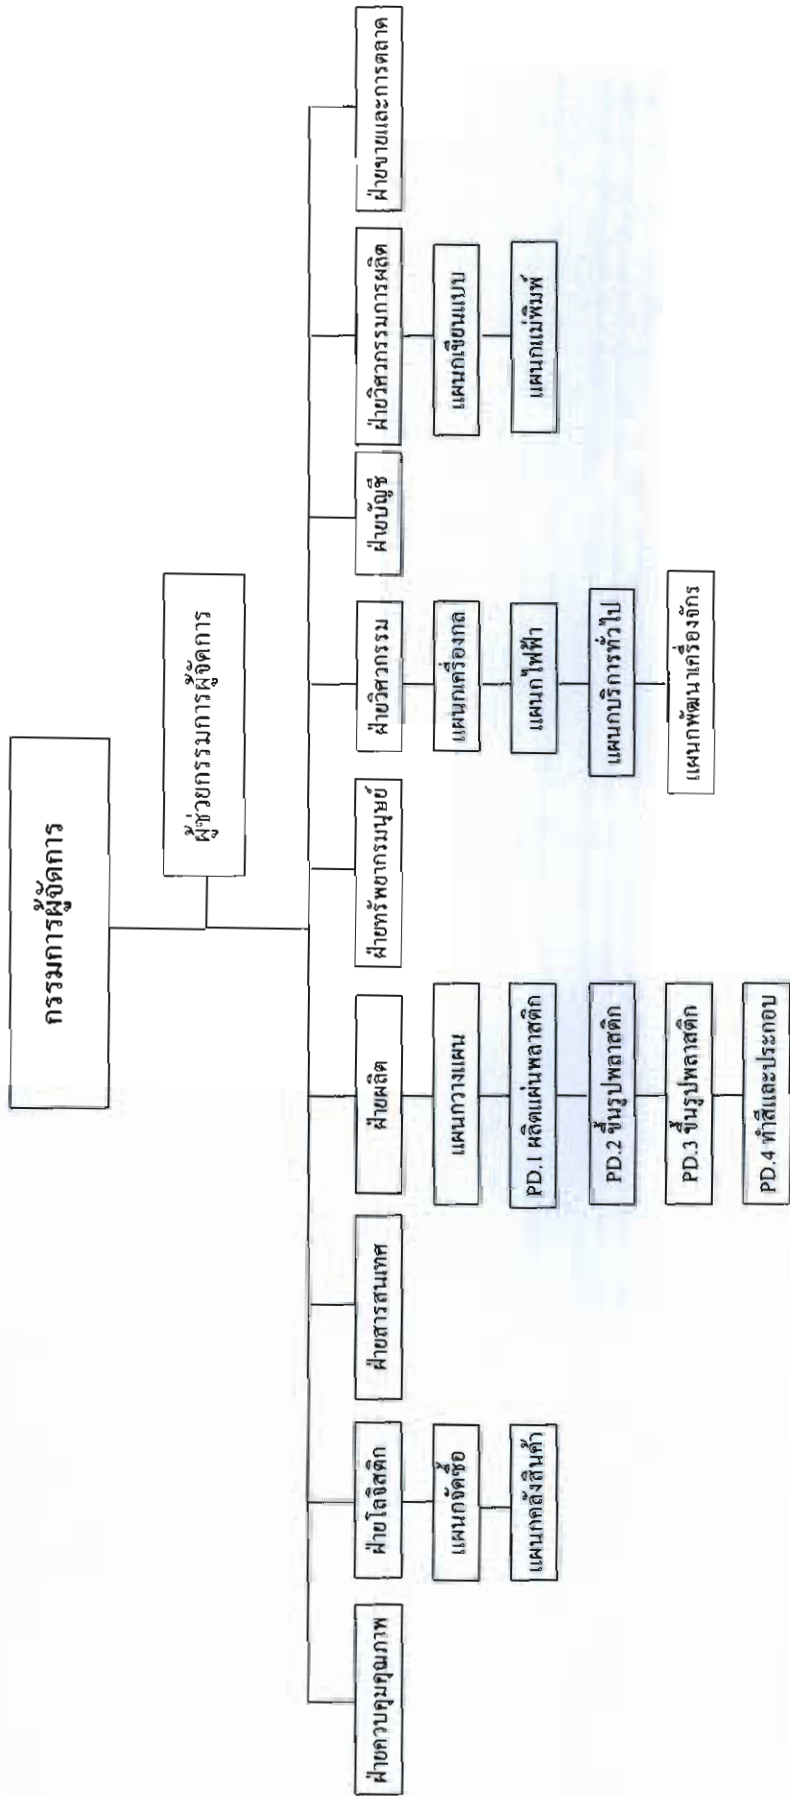 กรรมการผู้จัดการ
ผู้ช่วยกรรมการผู้จัดการ
ฝ่ายควบคุมคุณภาพ
ฝ่ายโลจิสติก
แผนกจัดซื้อ
แผนกคลังสินค้า
ฝ่ายสารสนเทศ
ฝ่ายผลิต
แผนกวางแผน
PD.1 ผลิตแผ่นพลาสติก
PD.2 ขึ้นรูปพลาสติก
PD.3 ขึ้นรูปพลาสติก
PD.4 ทำสีและประกอบ
ฝ่ายทรัพยากรมนุษย์
ฝ่ายวิศวกรรม
แผนกเครื่องกล
แผนกไฟฟ้า
แผนกบริการทั่วไป
แผนกพัฒนาเครื่องจักร
ฝ่ายบัญชี
ฝ่ายวิศวกรรมการผลิต
แผนกเขียนแบบ
แผนกแม่พิมพ์
ฝ่ายขายและการตลาด